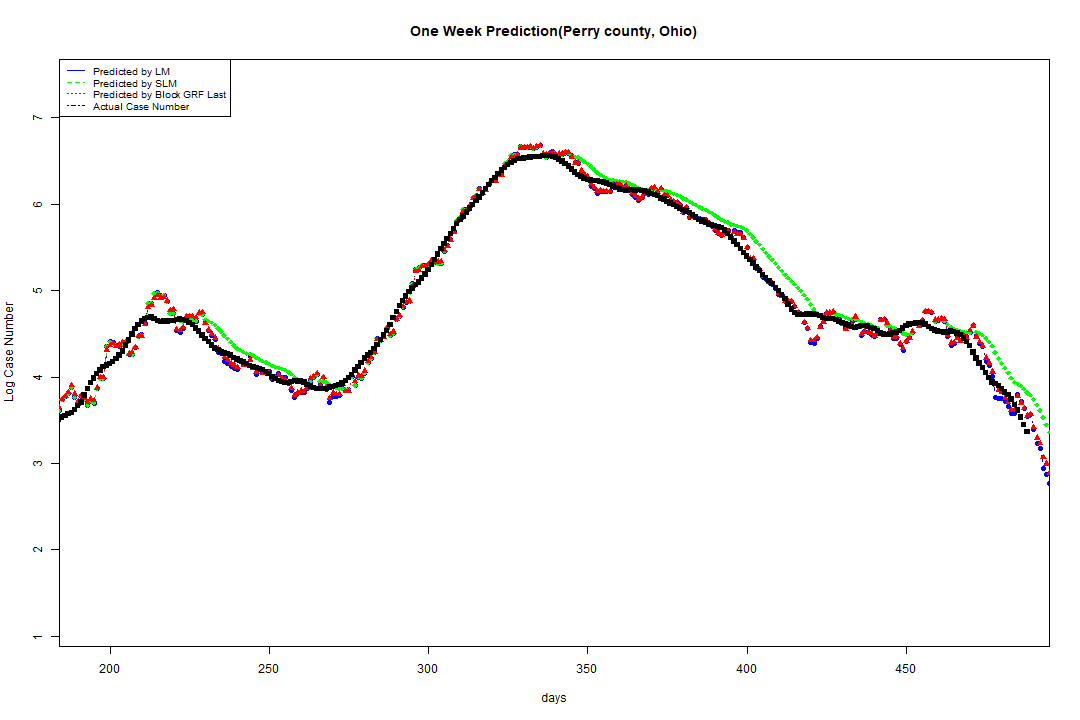 One Week Prediction(Perry county, Ohio)
Predicted by LM
Predicted by SLM
Predicted by Block GRF Last
Actual Case Number
7
6
5
4
3
2
1
Log Case Number
200 250 300 350 400 450
days